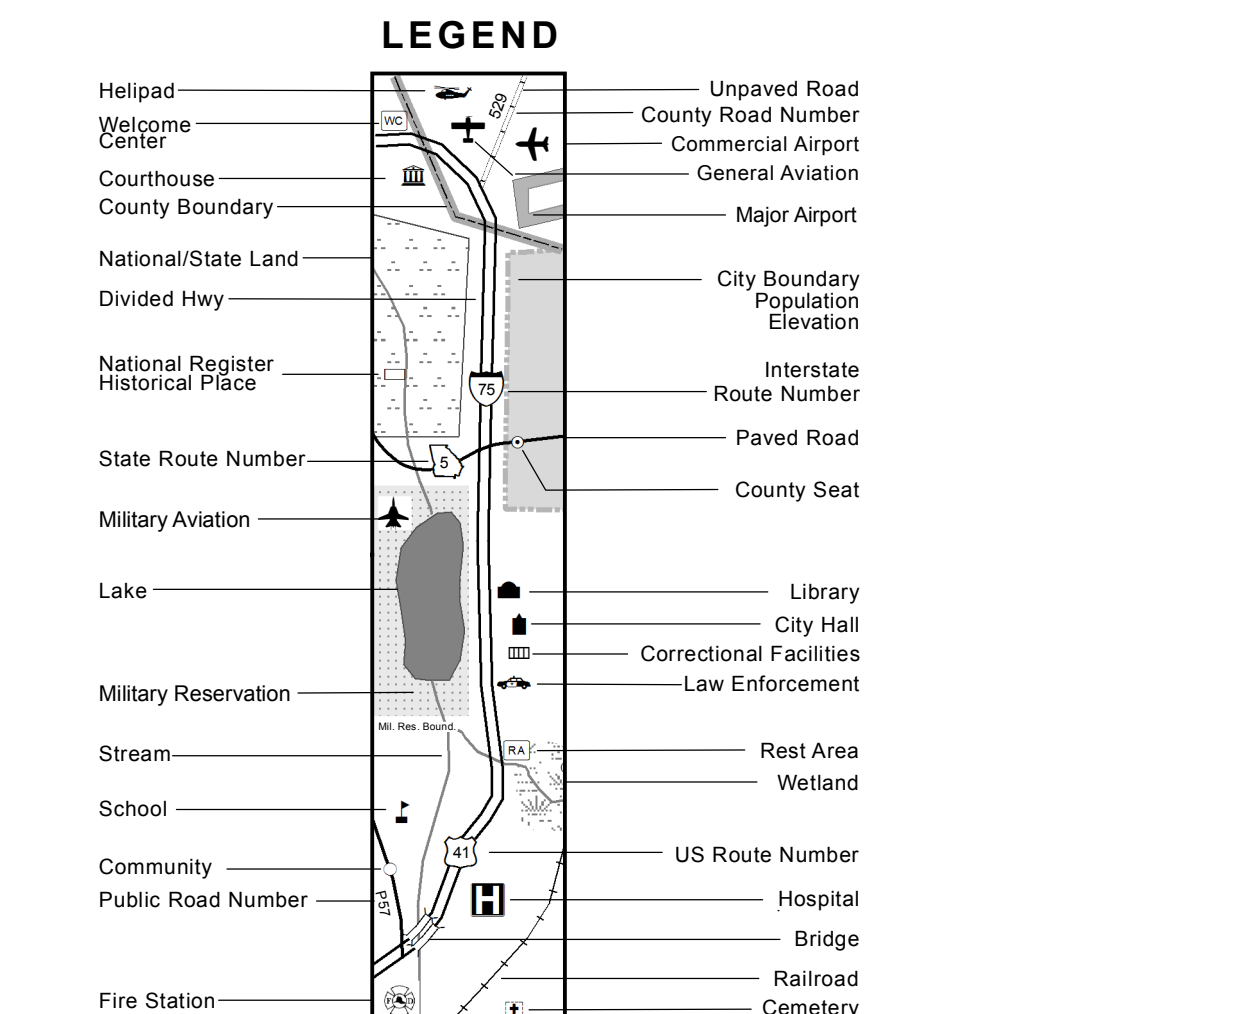 LEGEND
Helipad
Welcome
Center
Courthouse
County Boundary
National/State Land
Divided Hwy
National Register
Historical Place
State Route Number
Military Aviation
Lake
Military Reservation
Stream
School
Community
Public Road Number
Fire Station
WC
529
75
5
Mil. Res. Bound.
RA
41
P57
H
F D
Unpaved Road
County Road Number
Commercial Airport
General Aviation
Major Airport
City Boundary
Population
Elevation
Interstate
Route Number
Paved Road
County Seat
Library
City Hall
Correctional Facilities
Law Enforcement
Rest Area
Wetland
US Route Number
Hospital
Bridge
Railroad
Cemetery